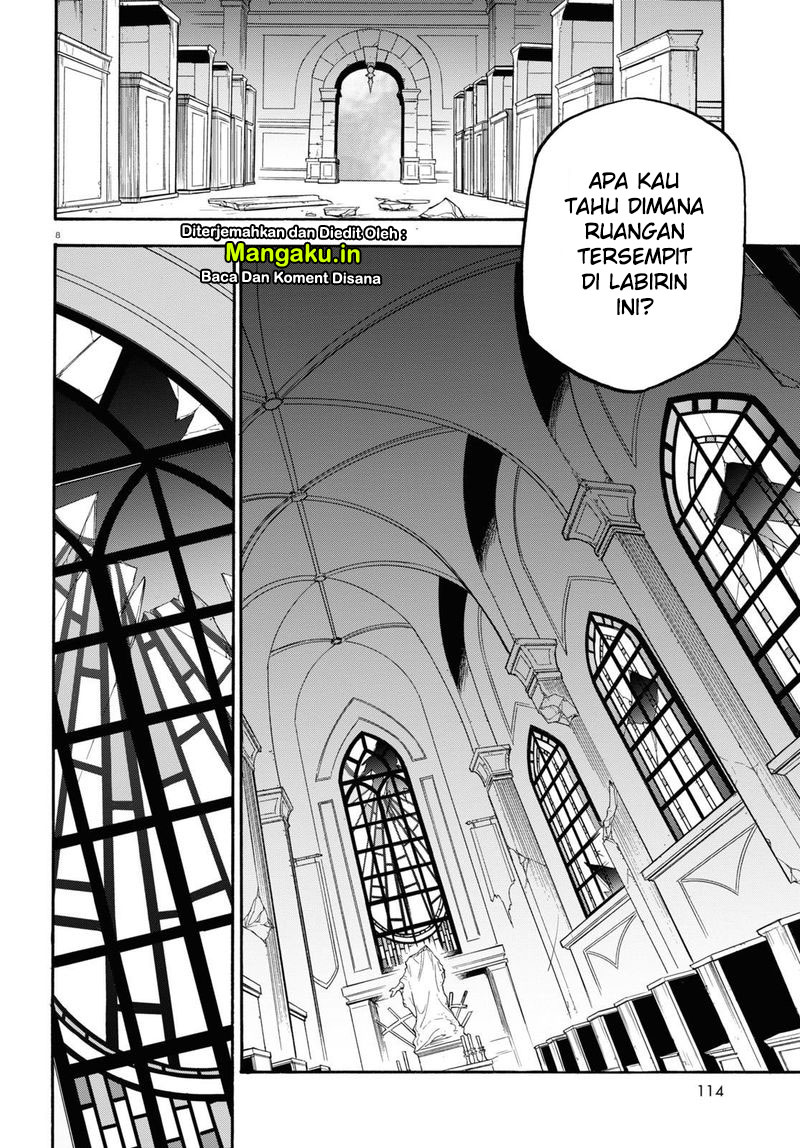 APA KAU
TAHU DIMANA
RUANGAN
TERSEMPIT
DI LABIRIN
INI?
8
Diterjemahkan dan Diedit Oleh :
Mangaku.in
Baca Dan Koment Disana
114